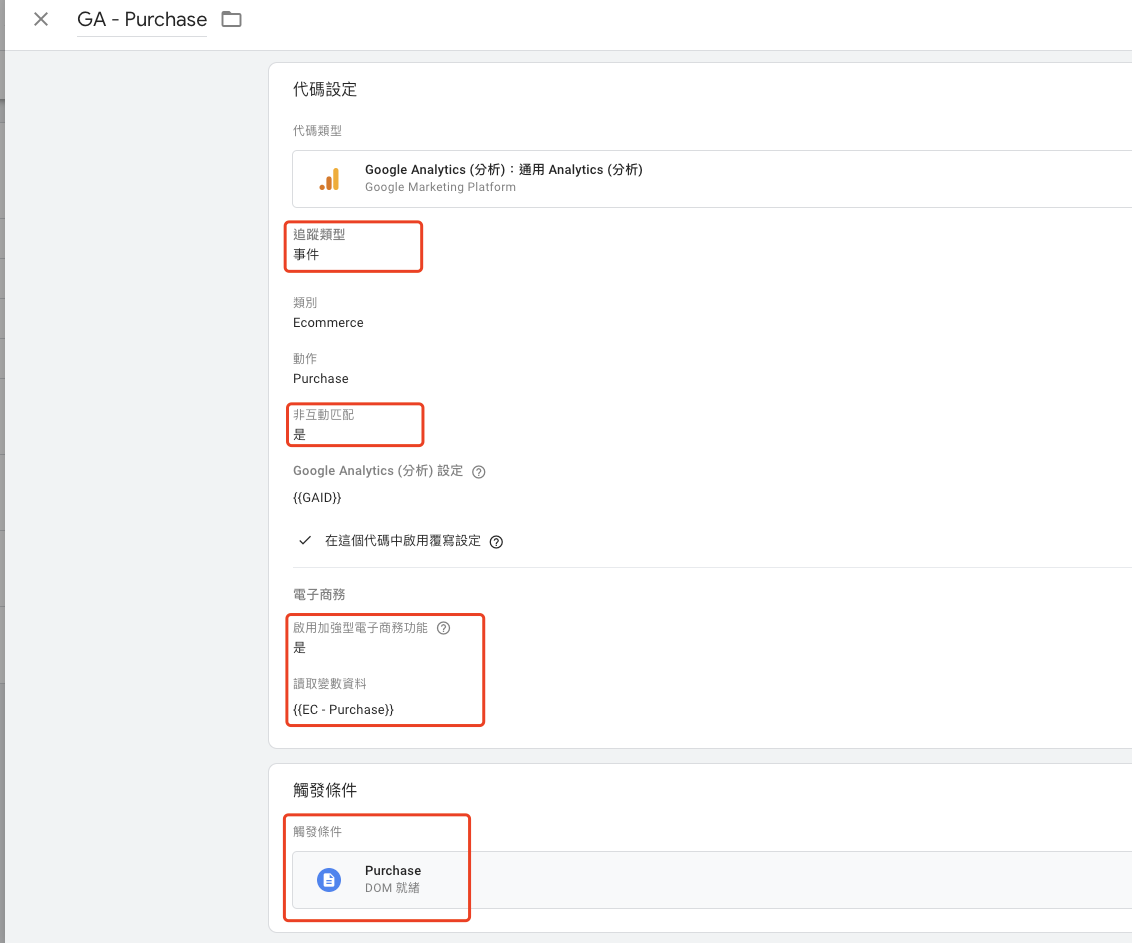 GA - Purchase
代碼設定
代碼類型
Google Analytics (分析)：通用 Analytics (分析)
Google Marketing Platform
追蹤類型
事件
類別
Ecommerce
動作
Purchase
非互動匹配
是
Google Analytics (分析) 設定
{{GAID}}
在這個代碼中啟用覆寫設定
電子商務
啟用加強型電子商務功能
是
讀取變數資料
{{EC - Purchase}}
觸發條件
觸發條件
Purchase
DOM 就緒